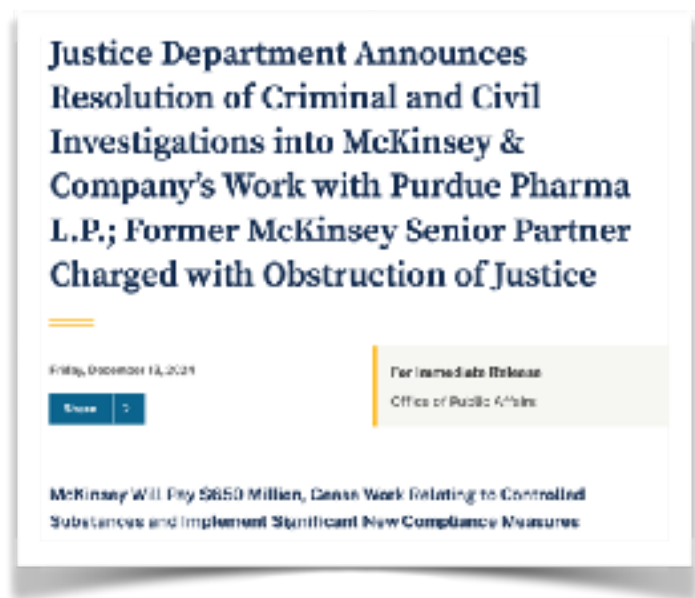 Justice Department Announces
Resolution of Criminal and Civil
Investigations into McKinsey &
Company's Work with Purdue Pharma
L.P.; Former McKinsey Senior Partner
Charged with Obstruction of Justice
Friday, December 13, 2024
For Immediate Release
Office of Public Affairs
Share
McKinsey Will Pay $650 Million, Cease Work Relating to Controlled
Substances and Implement Significant New Compliance Measures